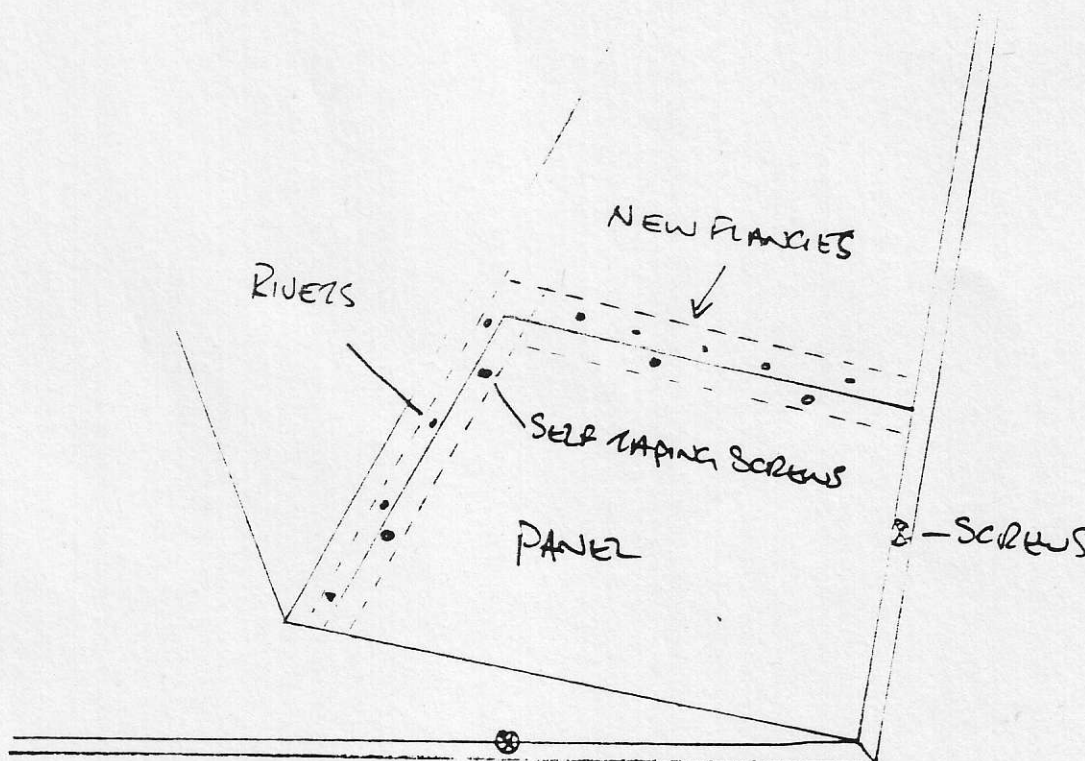 NEW FLANGES
RIVETS
SELF TAPING SCREWS
PANEL
SCREWS